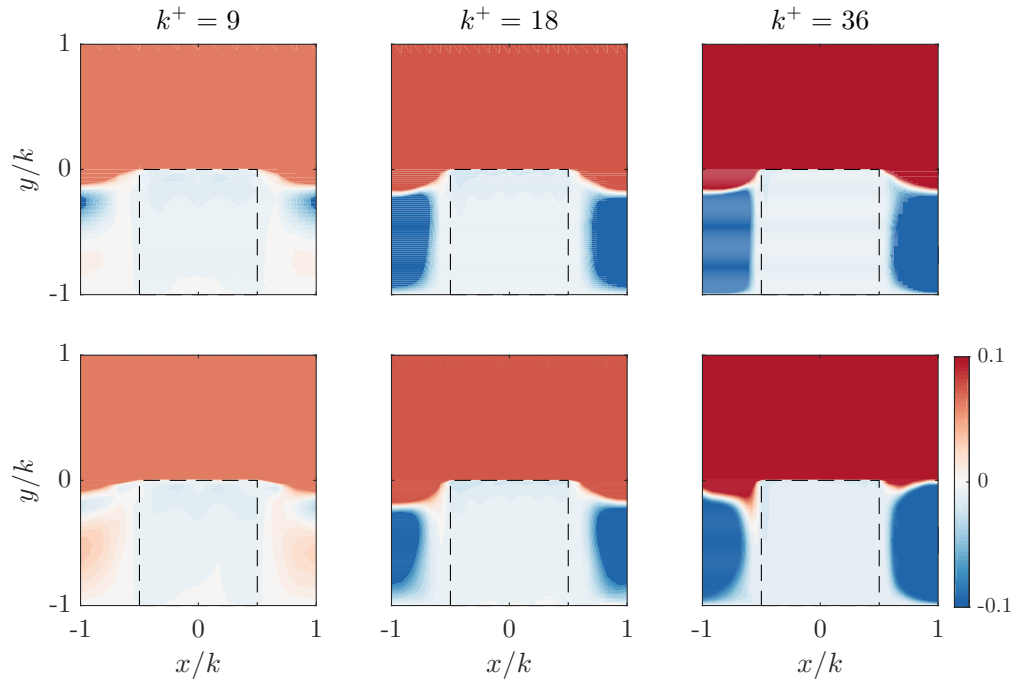 k⁺ = 9 k⁺ = 18 k⁺ = 36
1
y/k
0
-1
1
0.1
y/k
0
0
-1
-0.1
-1 0 1 -1 0 1 -1 0 1
x/k x/k x/k